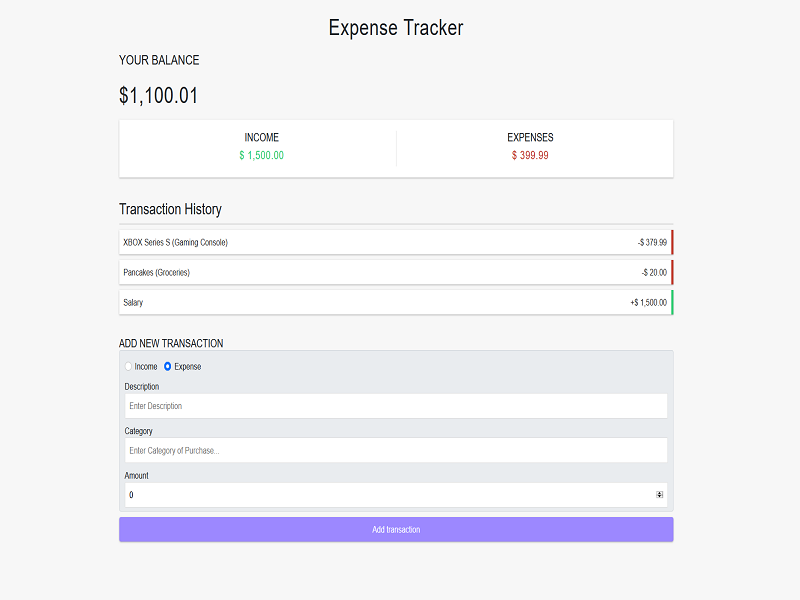 Expense Tracker
YOUR BALANCE
$1,100.01
INCOME EXPENSES
$ 1,500.00 $ 399.99
Transaction History
XBOX Series S (Gaming Console) -$ 379.99
Pancakes (Groceries) -$ 20.00
Salary +$ 1,500.00
ADD NEW TRANSACTION
Income Expense
Description
Enter Description
Category
Enter Category of Purchase...
Amount
0
Add transaction